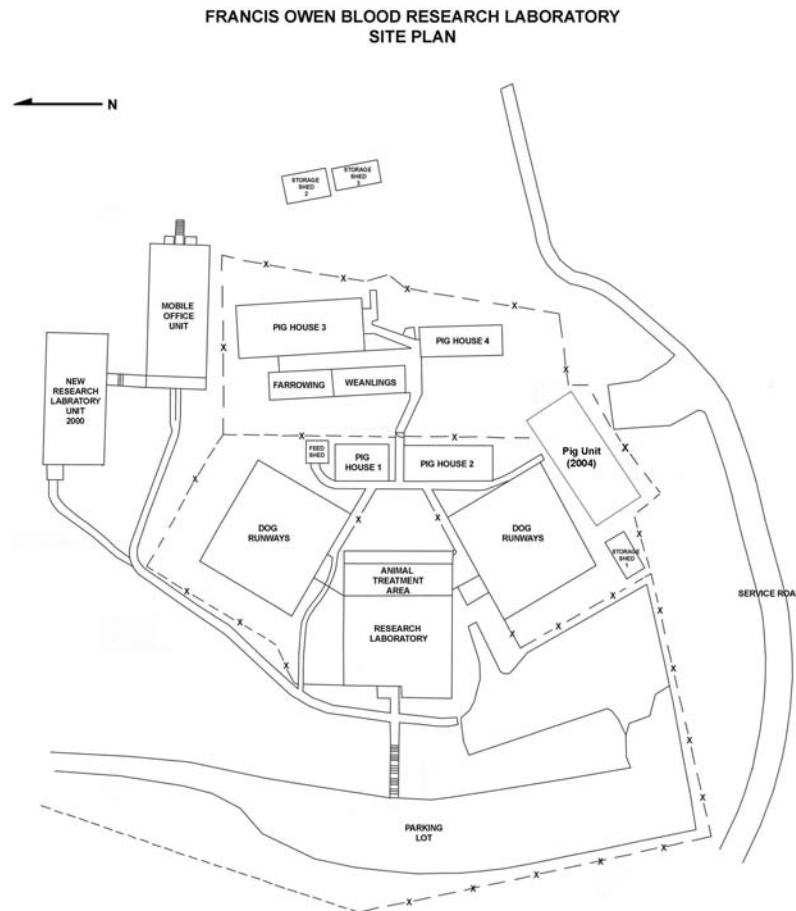 FRANCIS OWEN BLOOD RESEARCH LABORATORY
SITE PLAN
N
STORAGE
SHED
2
STORAGE
SHED
3
MOBILE
OFFICE
UNIT
PIG HOUSE 3
PIG HOUSE 4
NEW
RESEARCH
LABRATORY
UNIT
2000
FARROWING
WEANLINGS
FEED
SHED
PIG
HOUSE 1
PIG HOUSE 2
Pig Unit
(2004)
DOG
RUNWAYS
DOG
RUNWAYS
STORAGE
SHED
1
ANIMAL
TREATMENT
AREA
SERVICE ROA
RESEARCH
LABORATORY
PARKING
LOT